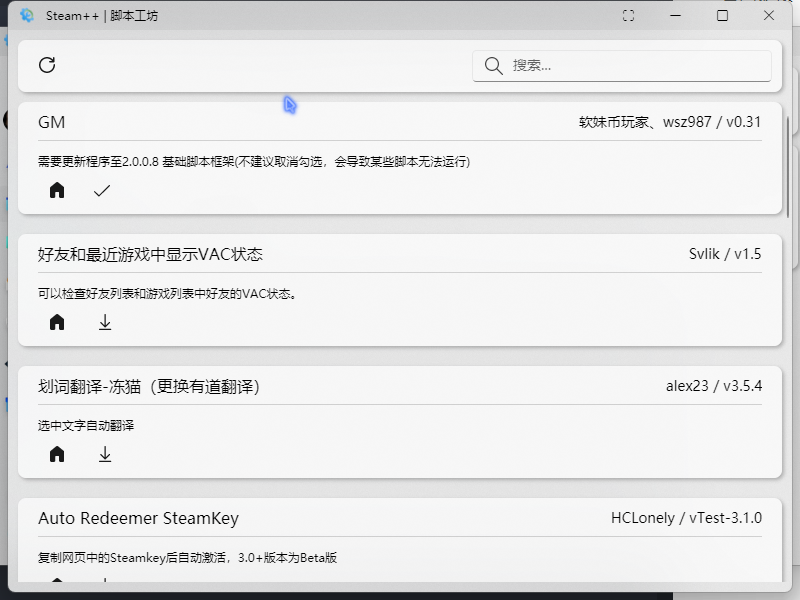 Steam++ | 脚本工坊
搜索...
GM
软妹币玩家、wsz987 / v0.31
需要更新程序至2.0.0.8 基础脚本框架(不建议取消勾选，会导致某些脚本无法运行)
好友和最近游戏中显示VAC状态
Svlik / v1.5
可以检查好友列表和游戏列表中好友的VAC状态。
划词翻译-冻猫（更换有道翻译）
alex23 / v3.5.4
选中文字自动翻译
Auto Redeemer SteamKey
HCLonely / vTest-3.1.0
复制网页中的Steamkey后自动激活，3.0+版本为Beta版